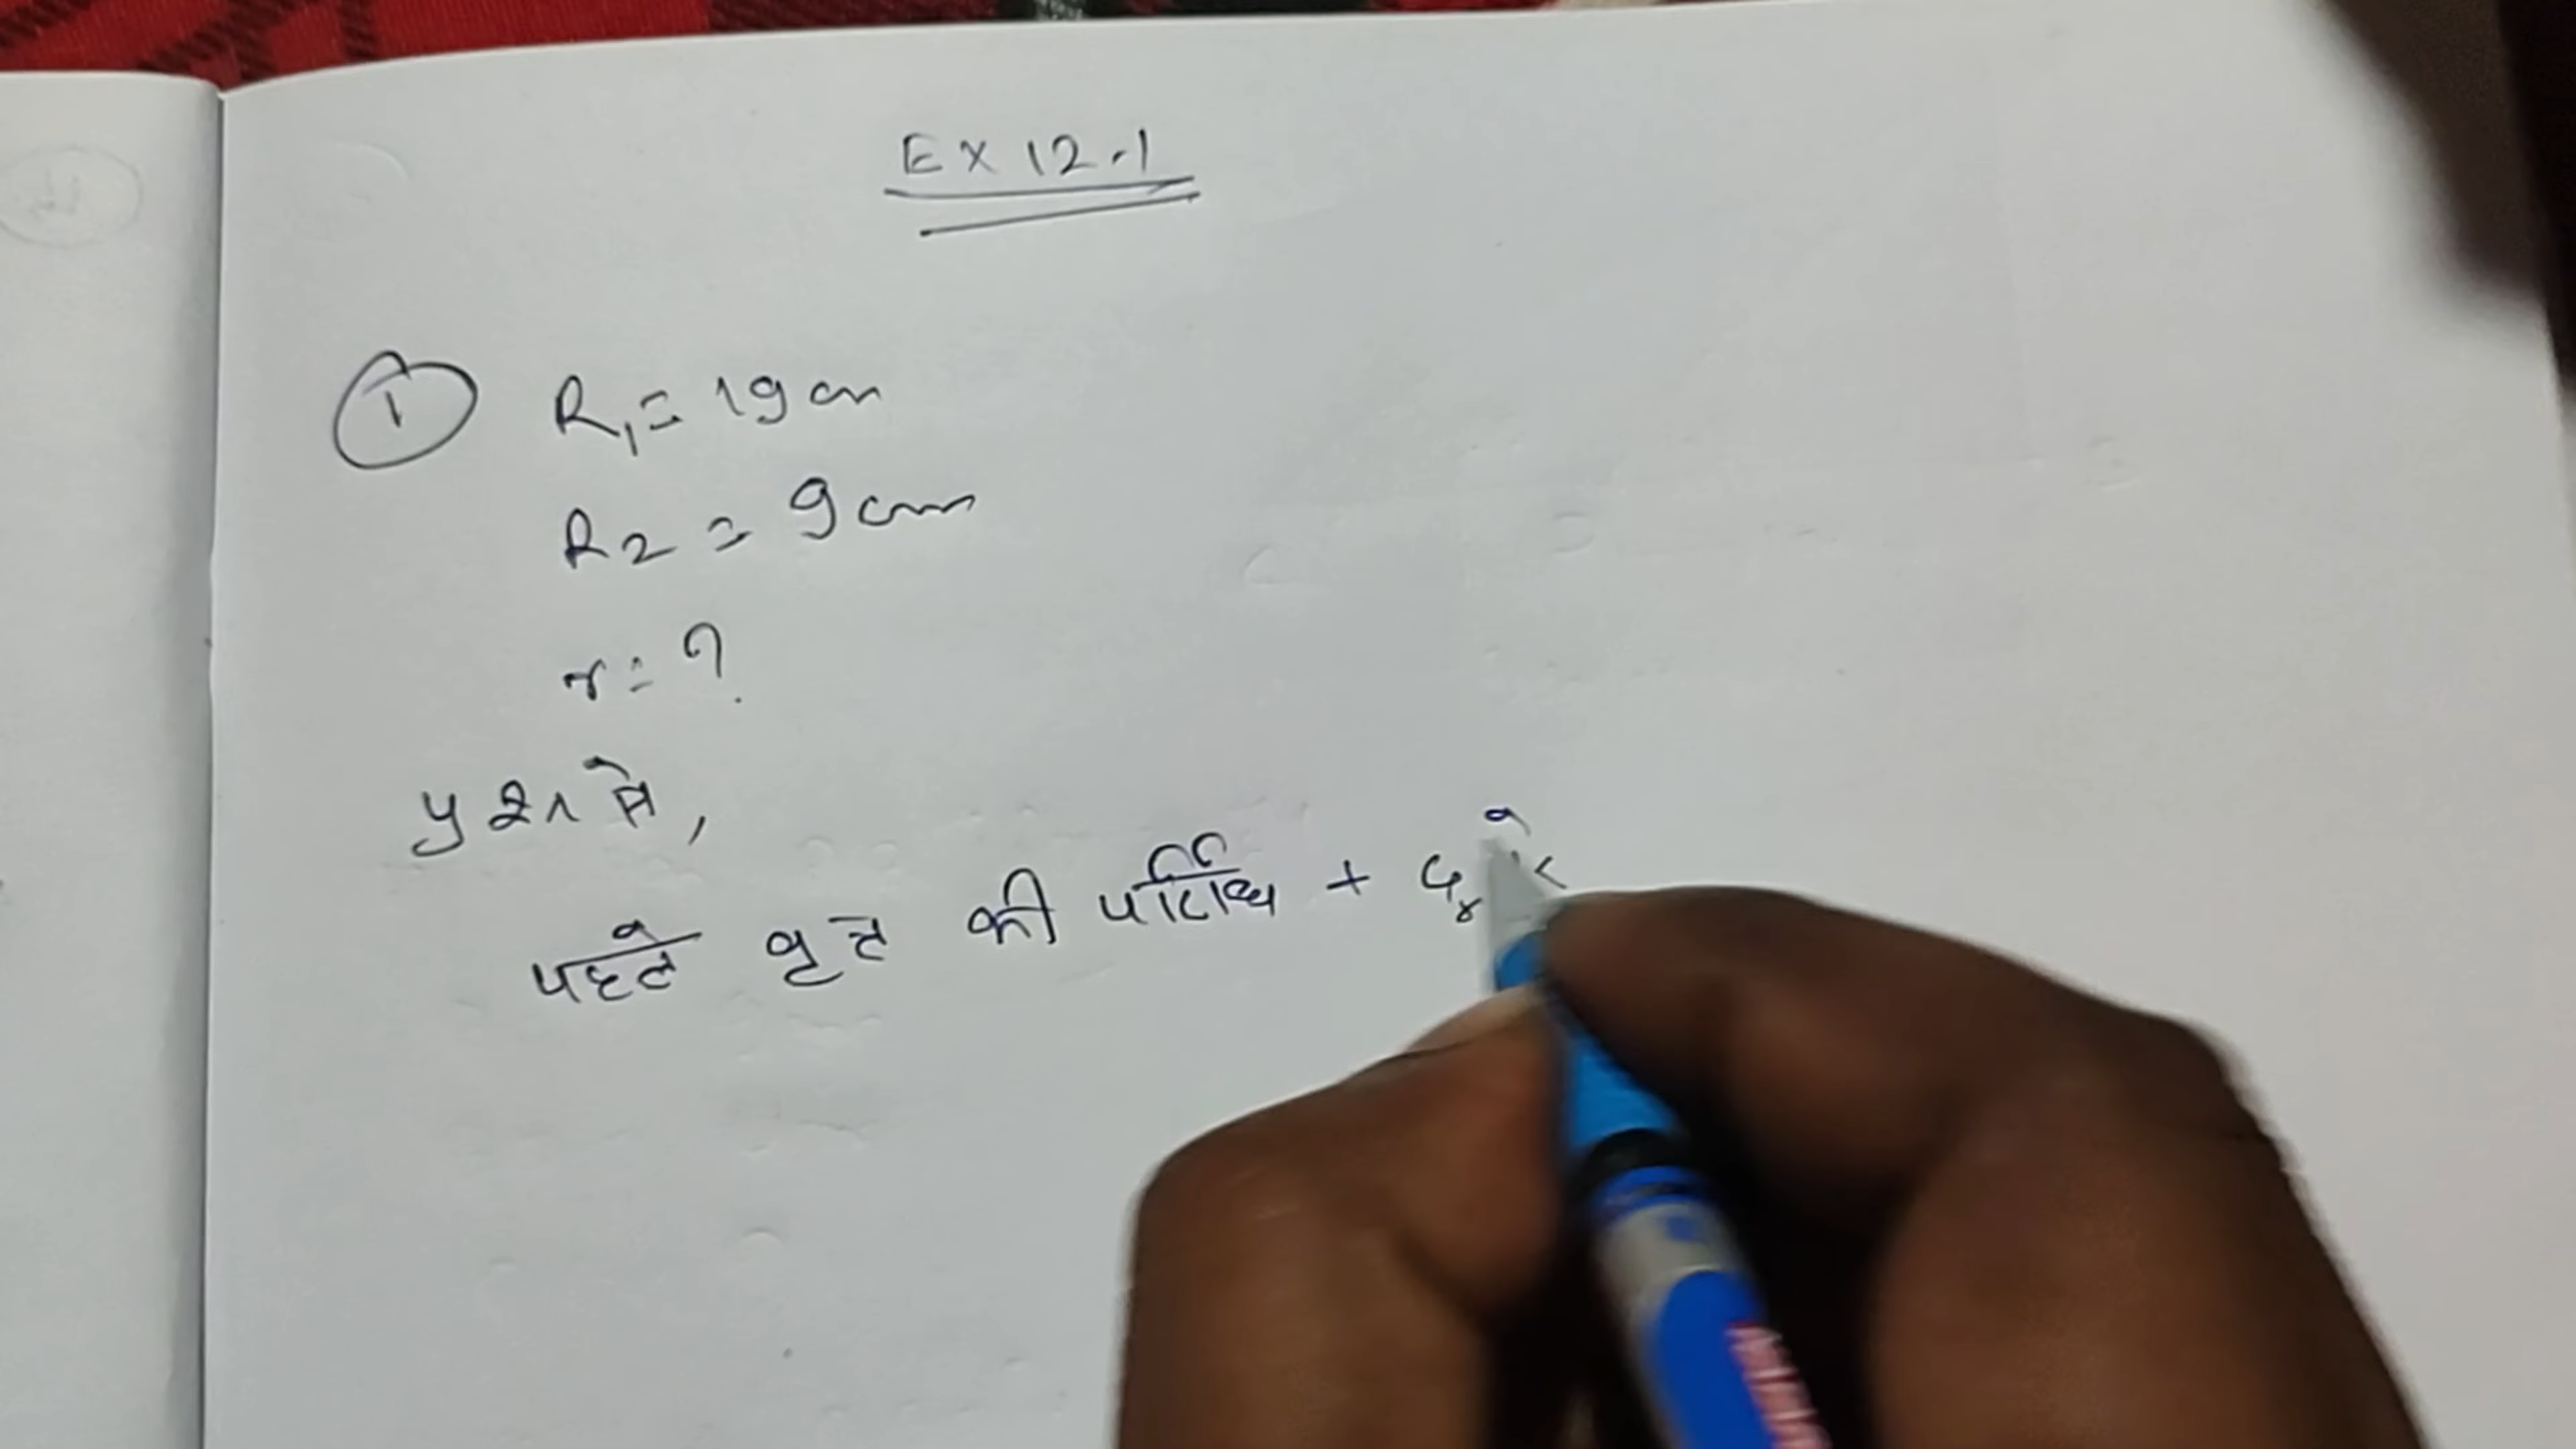 EX 12.1
① R₁ = 19 cm
R2 = 9 cm
r = ?
प्रश्न से,
पहले वृत की परिधि +